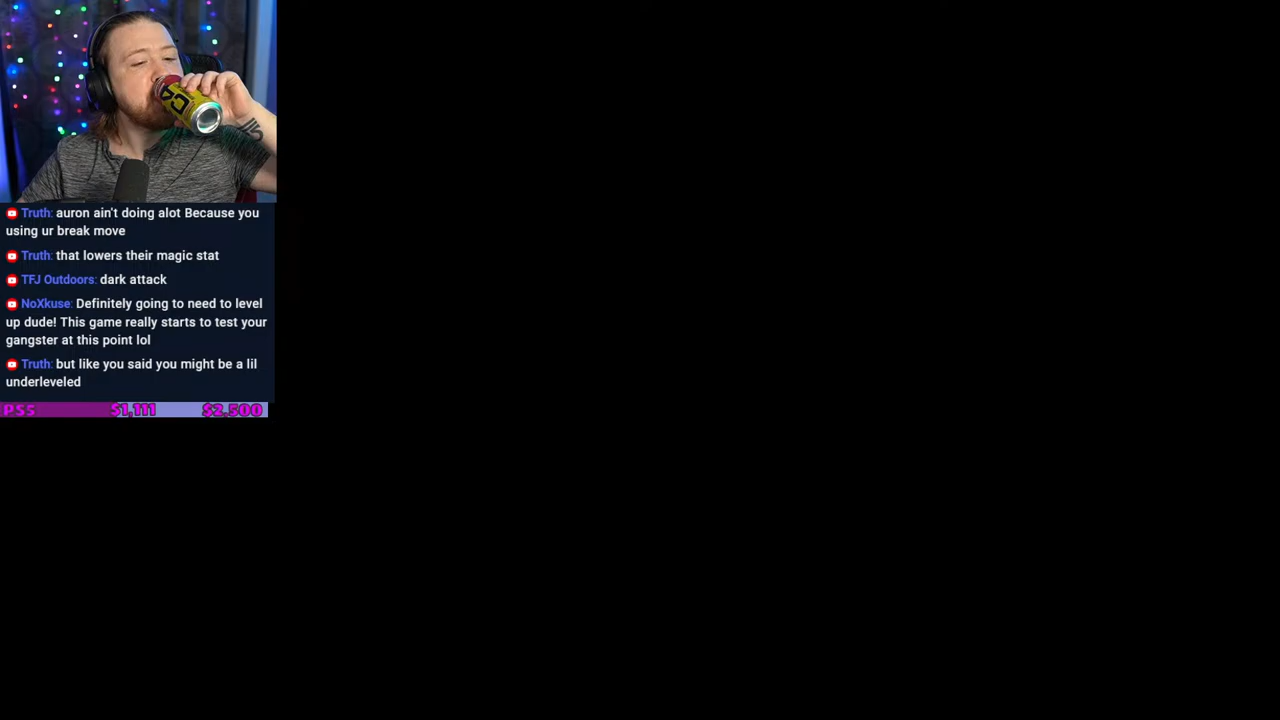 Truth: auron ain't doing alot Because you
using ur break move
Truth: that lowers their magic stat
TFJ Outdoors: dark attack
NoXkuse: Definitely going to need to level
up dude! This game really starts to test your
gangster at this point lol
Truth: but like you said you might be a lil
underleveled
PS5 $1,111 $2,500